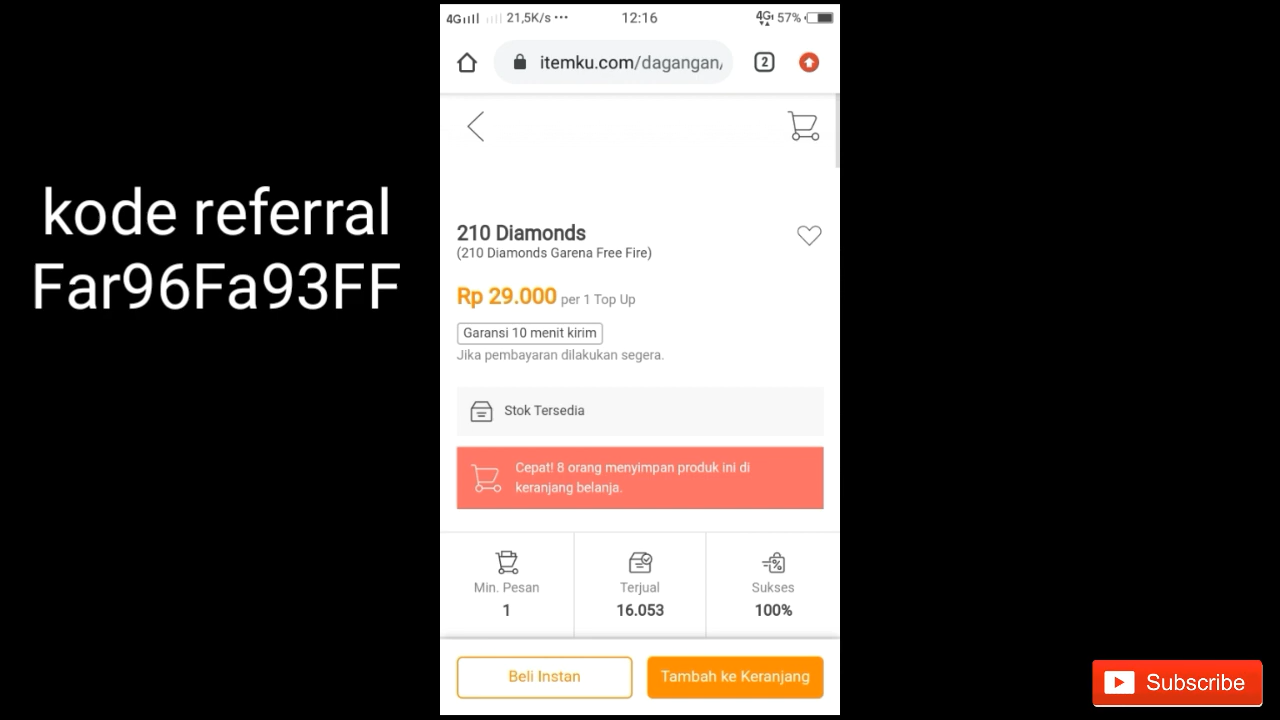 kode referral
Far96Fa93FF
4G 21,5K/s ··· 12:16 4G 57%
itemku.com/dagangan/ 2
210 Diamonds
(210 Diamonds Garena Free Fire)
Rp 29.000 per 1 Top Up
Garansi 10 menit kirim
Jika pembayaran dilakukan segera.
Stok Tersedia
Cepat! 8 orang menyimpan produk ini di
keranjang belanja.
Min. Pesan Terjual Sukses
1 16.053 100%
Beli Instan Tambah ke Keranjang
Subscribe